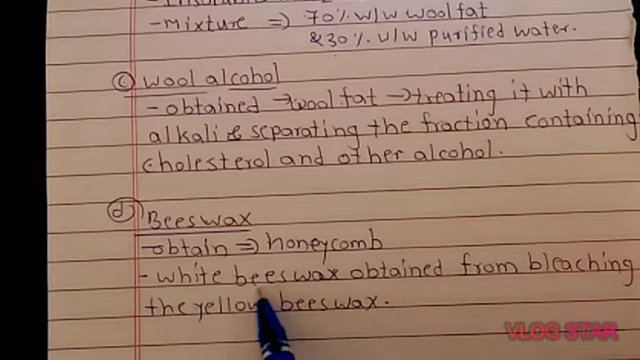 -Mixture ⇒ 70% w/w wool fat
& 30% w/w purified water.
(c) wool alcohol
- obtained → wool fat → treating it with
alkali & separating the fraction containing
cholesterol and other alcohol.
(d) Beeswax
-obtain ⇒ honeycomb
- white beeswax obtained from bleaching
the yellow beeswax.
VLOG STAR